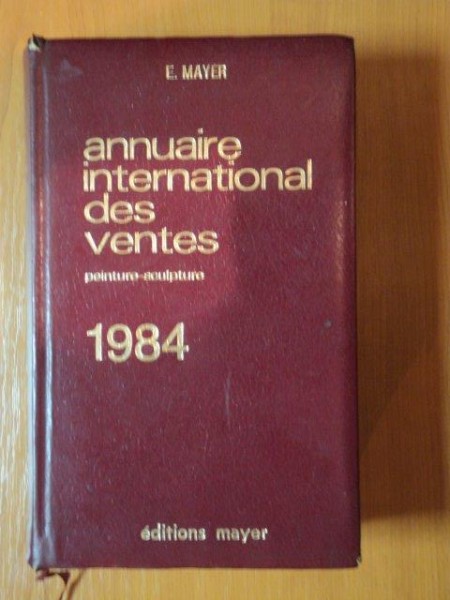 E. MAYER
annuaire
international
des
ventes
peinture-sculpture
1984
éditions mayer